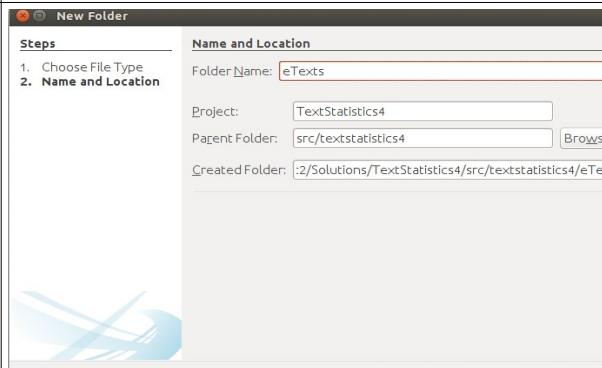 New Folder
Steps
1. Choose File Type
2. Name and Location
Name and Location
Folder Name: eTexts
Project: TextStatistics4
Parent Folder: src/textstatistics4 Brows
Created Folder: :2/Solutions/TextStatistics4/src/textstatistics4/eTe